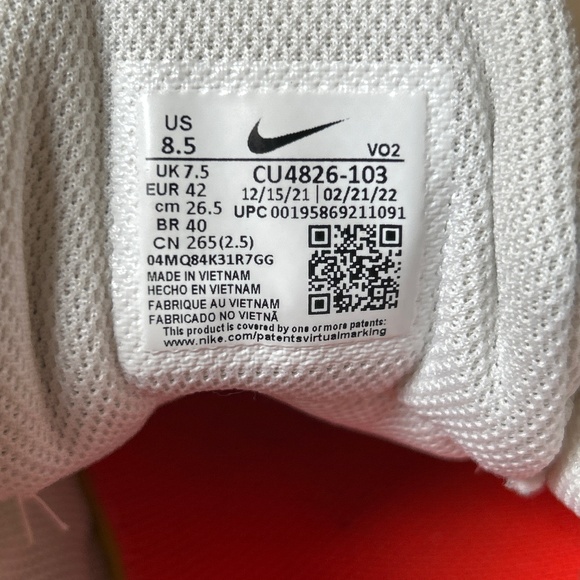 US
8.5
VO2
UK 7.5
CU4826-103
EUR 42
12/15/21 | 02/21/22
cm 26.5
UPC 00195869211091
BR 40
CN 265(2.5)
04MQ84K31R7GG
MADE IN VIETNAM
HECHO EN VIETNAM
FABRIQUE AU VIETNAM
FABRICADO NO VIETNÃ
This product is covered by one or more patents:
www.nike.com/patentsvirtualmarking